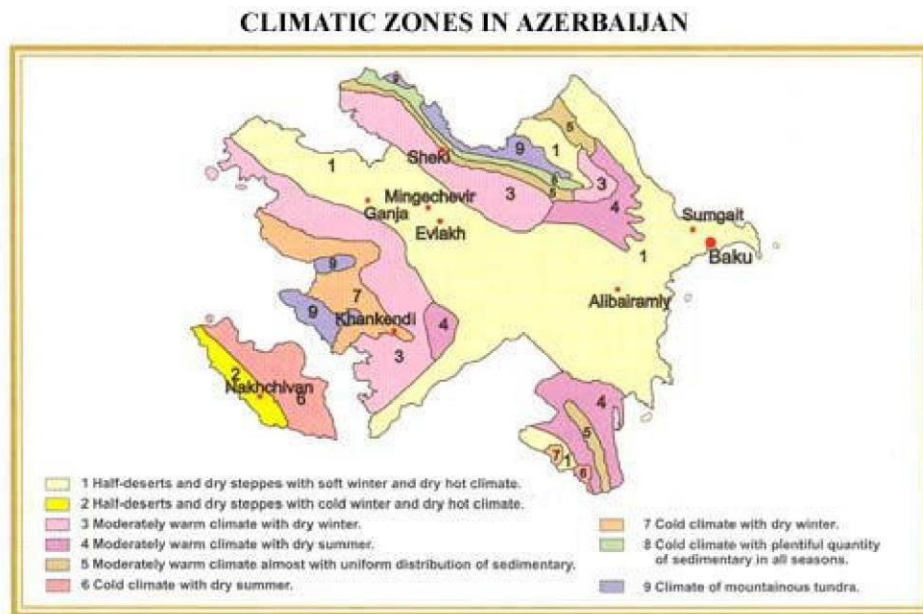 CLIMATIC ZONES IN AZERBAIJAN
9
5
Sheki
9
1
1
8
3
3
5
Mingechevir
4
Ganja
Sumgait
Evlakh
1
Baku
9
7
Alibairamly
9
Khankendi
4
3
2
Nakhchivan
6
4
5
7
1
6
1 Half-deserts and dry steppes with soft winter and dry hot climate.
2 Half-deserts and dry steppes with cold winter and dry hot climate.
3 Moderately warm climate with dry winter.
4 Moderately warm climate with dry summer.
5 Moderately warm climate almost with uniform distribution of sedimentary.
6 Cold climate with dry summer.
7 Cold climate with dry winter.
8 Cold climate with plentiful quantity
of sedimentary in all seasons.
9 Climate of mountainous tundra.